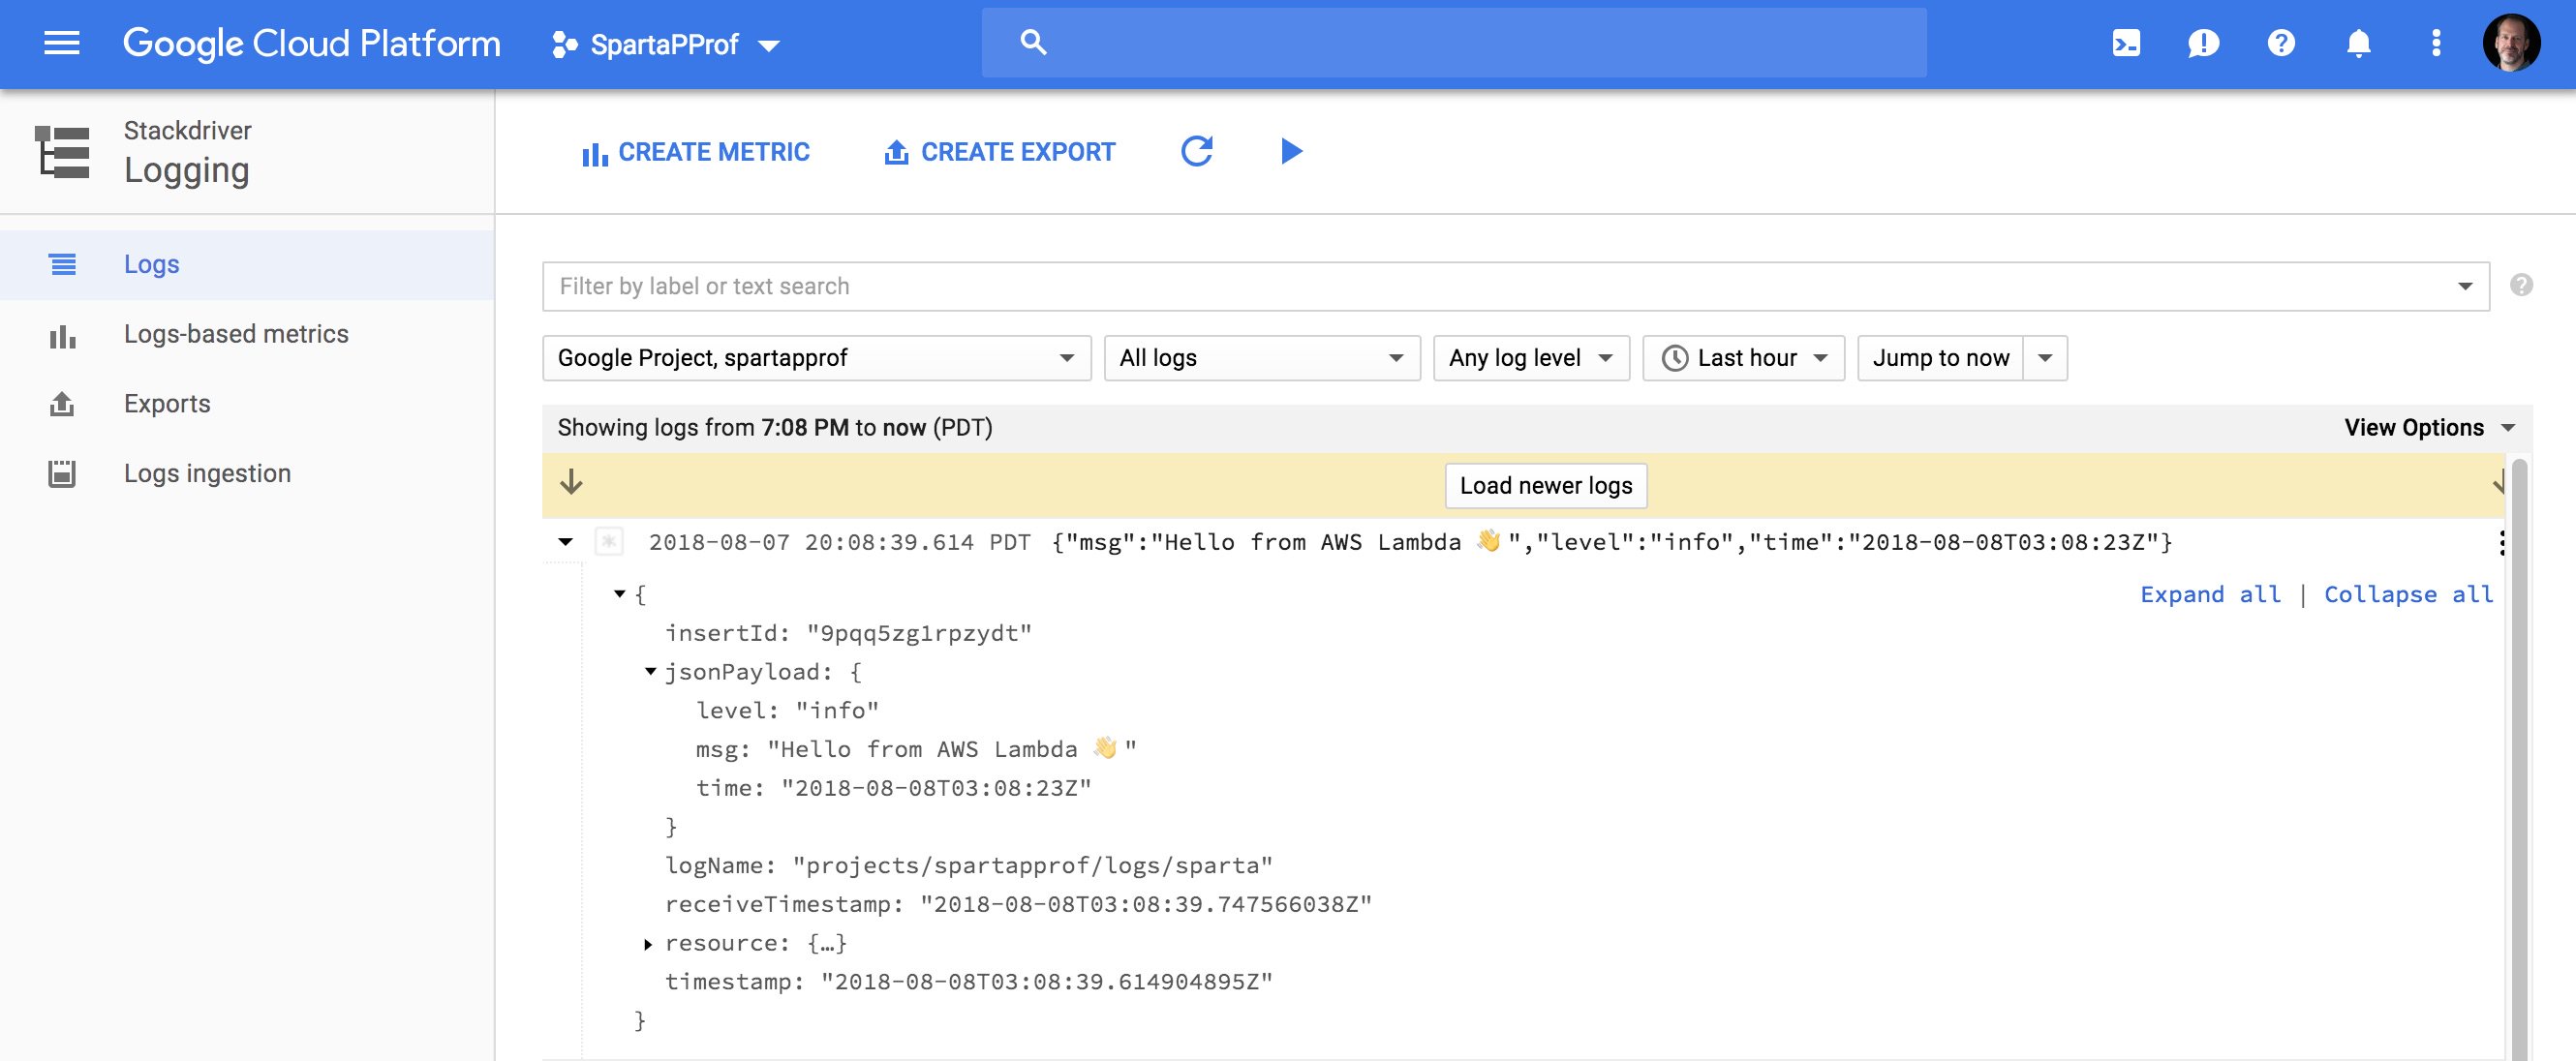 Google Cloud Platform SpartaPProf
Stackdriver
Logging
CREATE METRIC CREATE EXPORT
Logs
Logs-based metrics
Exports
Logs ingestion
Filter by label or text search
Google Project, spartapprof All logs Any log level Last hour Jump to now
Showing logs from 7:08 PM to now (PDT) View Options
Load newer logs
2018-08-07 20:08:39.614 PDT {"msg":"Hello from AWS Lambda 👋","level":"info","time":"2018-08-08T03:08:23Z"}
{ Expand all | Collapse all
insertId: "9pqq5zg1rpzydt"
jsonPayload: {
level: "info"
msg: "Hello from AWS Lambda 👋"
time: "2018-08-08T03:08:23Z"
}
logName: "projects/spartapprof/logs/sparta"
receiveTimestamp: "2018-08-08T03:08:39.747566038Z"
resource: {…}
timestamp: "2018-08-08T03:08:39.614904895Z"
}